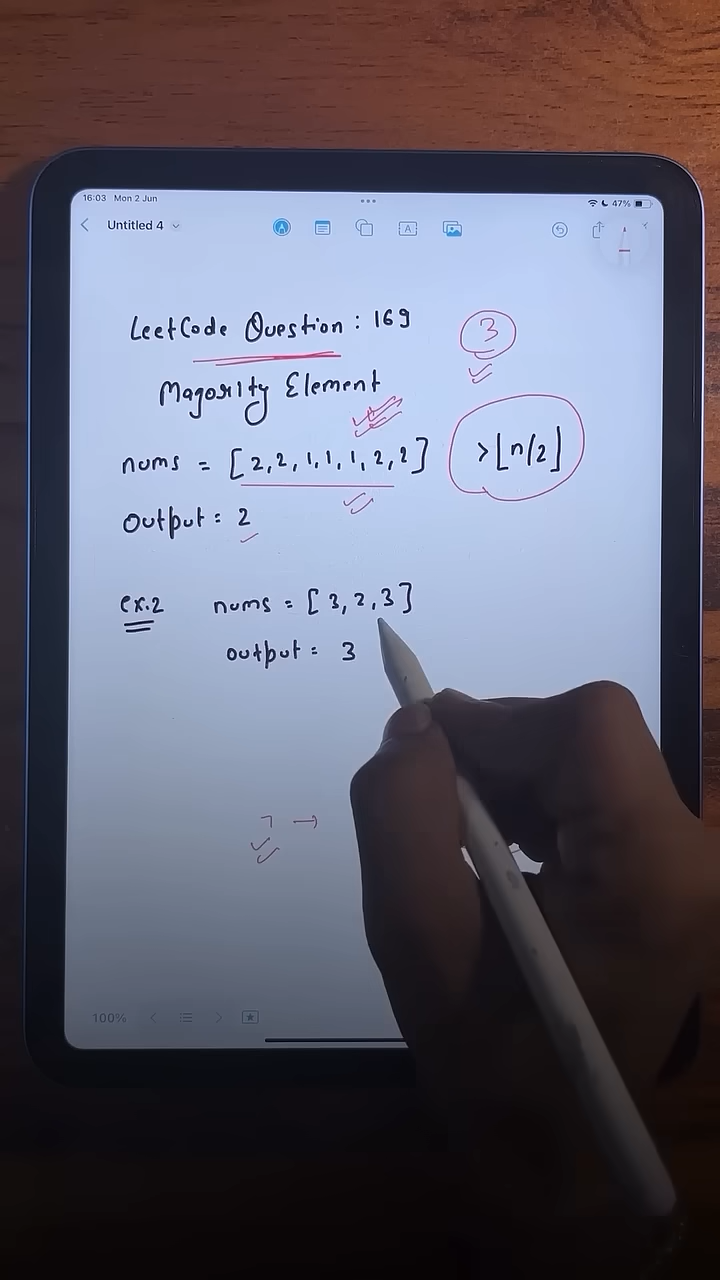 16:03 Mon 2 Jun
47%
Untitled 4
LeetCode Question : 169
3
Magority Element
nums = [2,2,1,1,1,2,2]
>⌊n/2⌋
output = 2
ex.2 nums = [3,2,3]
output = 3
7 →
100%